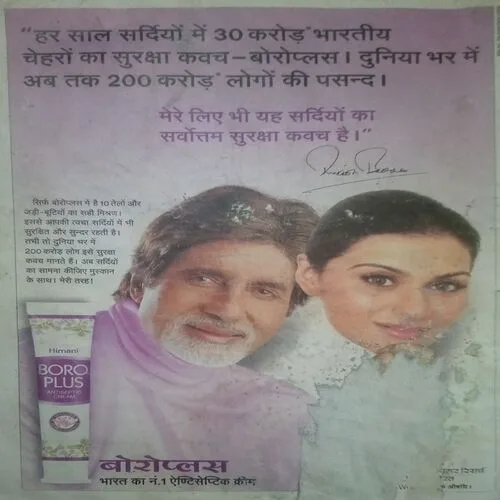 “हर साल सर्दियों में 30 करोड़* भारतीय
चेहरों का सुरक्षा कवच – बोरोप्लस। दुनिया भर में
अब तक 200 करोड़* लोगों की पसन्द।
मेरे लिए भी यह सर्दियों का
सर्वोत्तम सुरक्षा कवच है।”
सिर्फ बोरोप्लस में है 10 तेलों और
जड़ी-बूटियों का सही मिश्रण।
इससे आपकी त्वचा सर्दियों में भी
सुरक्षित और सुन्दर रहती है।
तभी तो दुनिया भर में
200 करोड़ लोग इसे सुरक्षा
कवच मानते हैं। अब सर्दियों
का सामना कीजिए मुस्कान
के साथ। मेरी तरह!
Himani
BORO
PLUS
ANTISEPTIC
CREAM
बोरोप्लस
भारत का नं.1 ऐण्टिसेप्टिक क्रीम